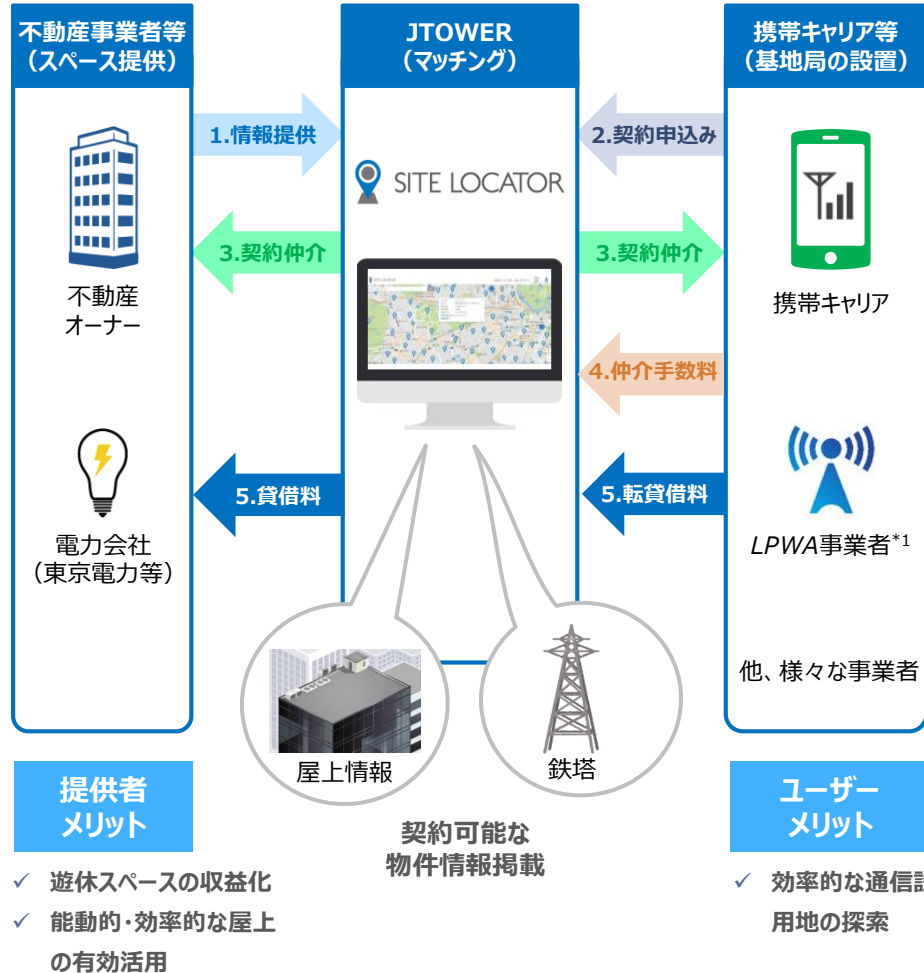 不動産事業者等
（スペース提供）
不動産
オーナー
電力会社
（東京電力等）
1.情報提供
3.契約仲介
5.貸借料
JTOWER
（マッチング）
SITE LOCATOR
屋上情報
鉄塔
契約可能な
物件情報掲載
2.契約申込み
3.契約仲介
4.仲介手数料
5.転貸借料
携帯キャリア等
（基地局の設置）
携帯キャリア
LPWA事業者*1
他、様々な事業者
提供者
メリット
✓ 遊休スペースの収益化
✓ 能動的・効率的な屋上
の有効活用
ユーザー
メリット
✓ 効率的な通信
用地の探索